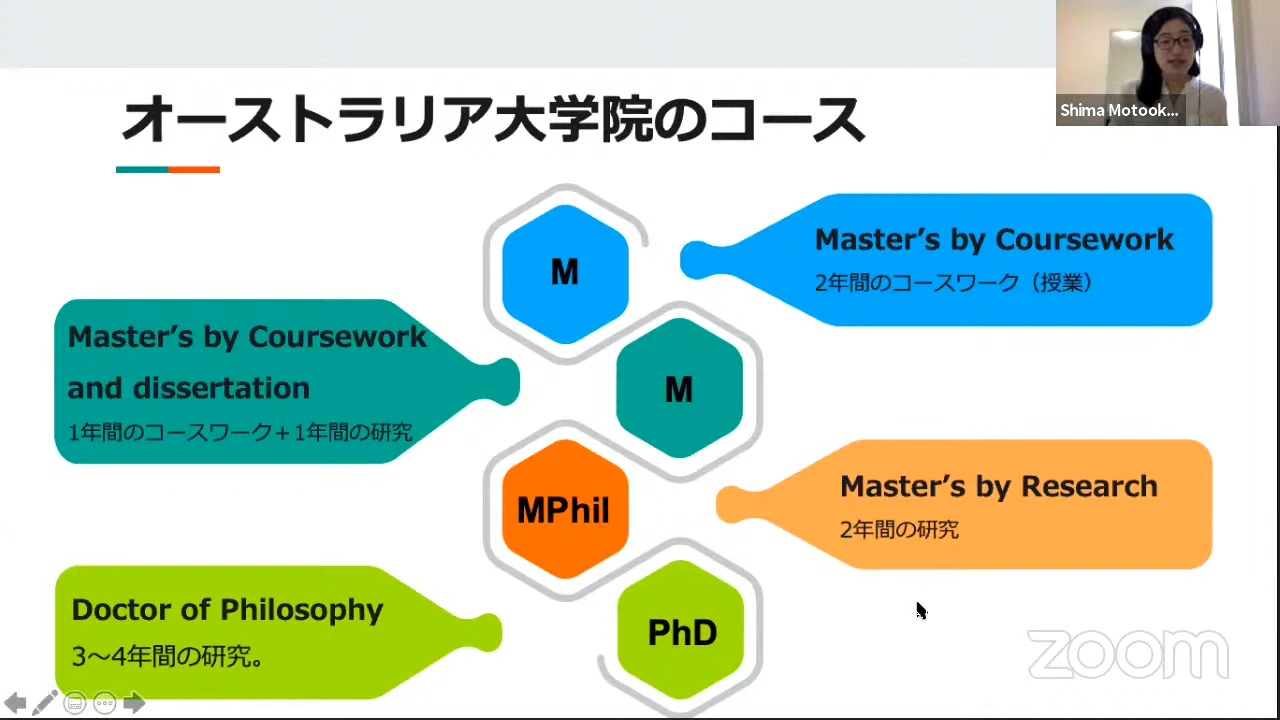 オーストラリア大学院のコース
Shima Motook...
M
Master's by Coursework
2年間のコースワーク（授業）
Master's by Coursework
and dissertation
1年間のコースワーク＋1年間の研究
M
MPhil
Master's by Research
2年間の研究
Doctor of Philosophy
3～4年間の研究。
PhD
zoom